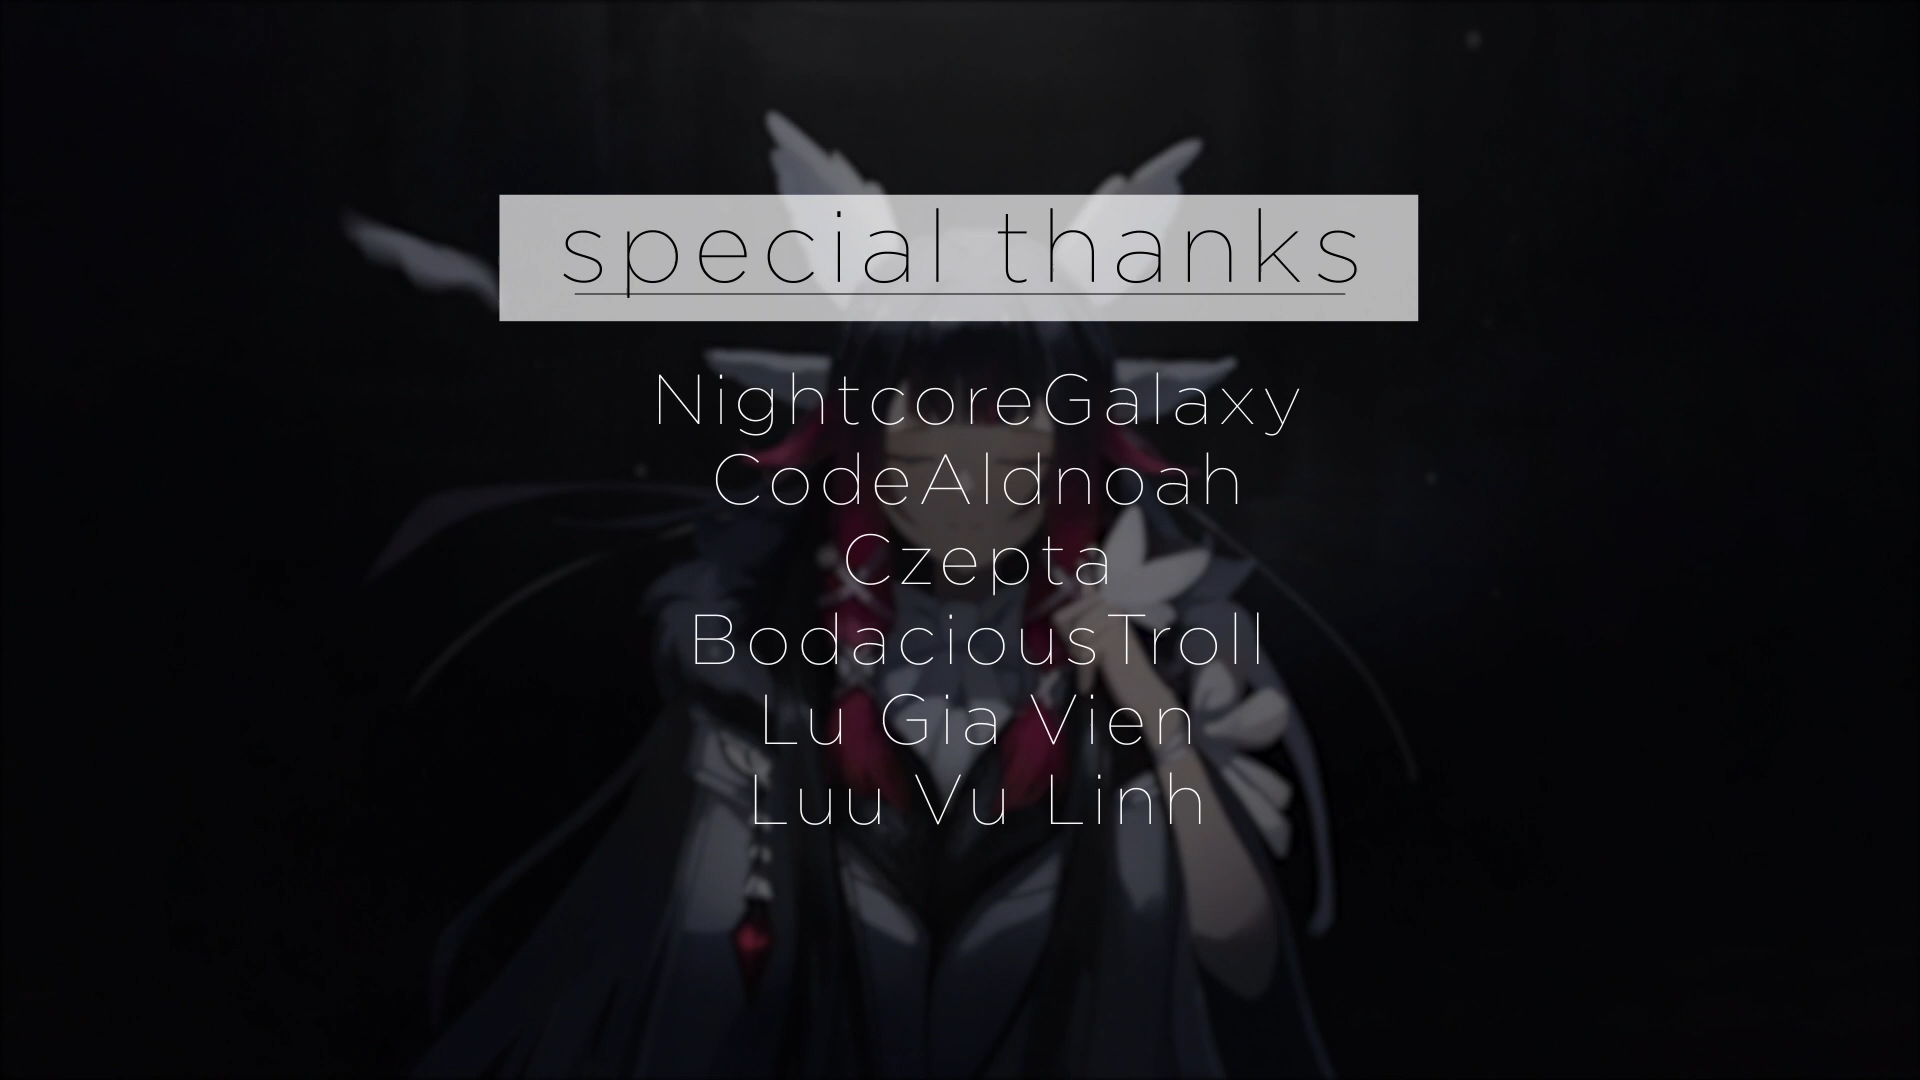 special thanks
NightcoreGalaxy
CodeAldnoah
Czepta
BodaciousTroll
Lu Gia Vien
Luu Vu Linh